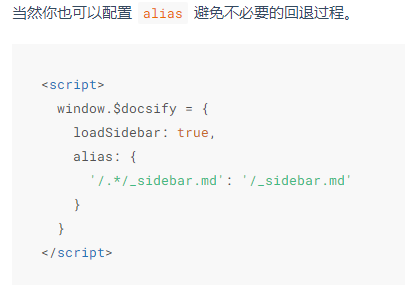 当然你也可以配置 alias 避免不必要的回退过程。
<script>
  window.$docsify = {
    loadSidebar: true,
    alias: {
      '/.*/_sidebar.md': '/_sidebar.md'
    }
  }
</script>